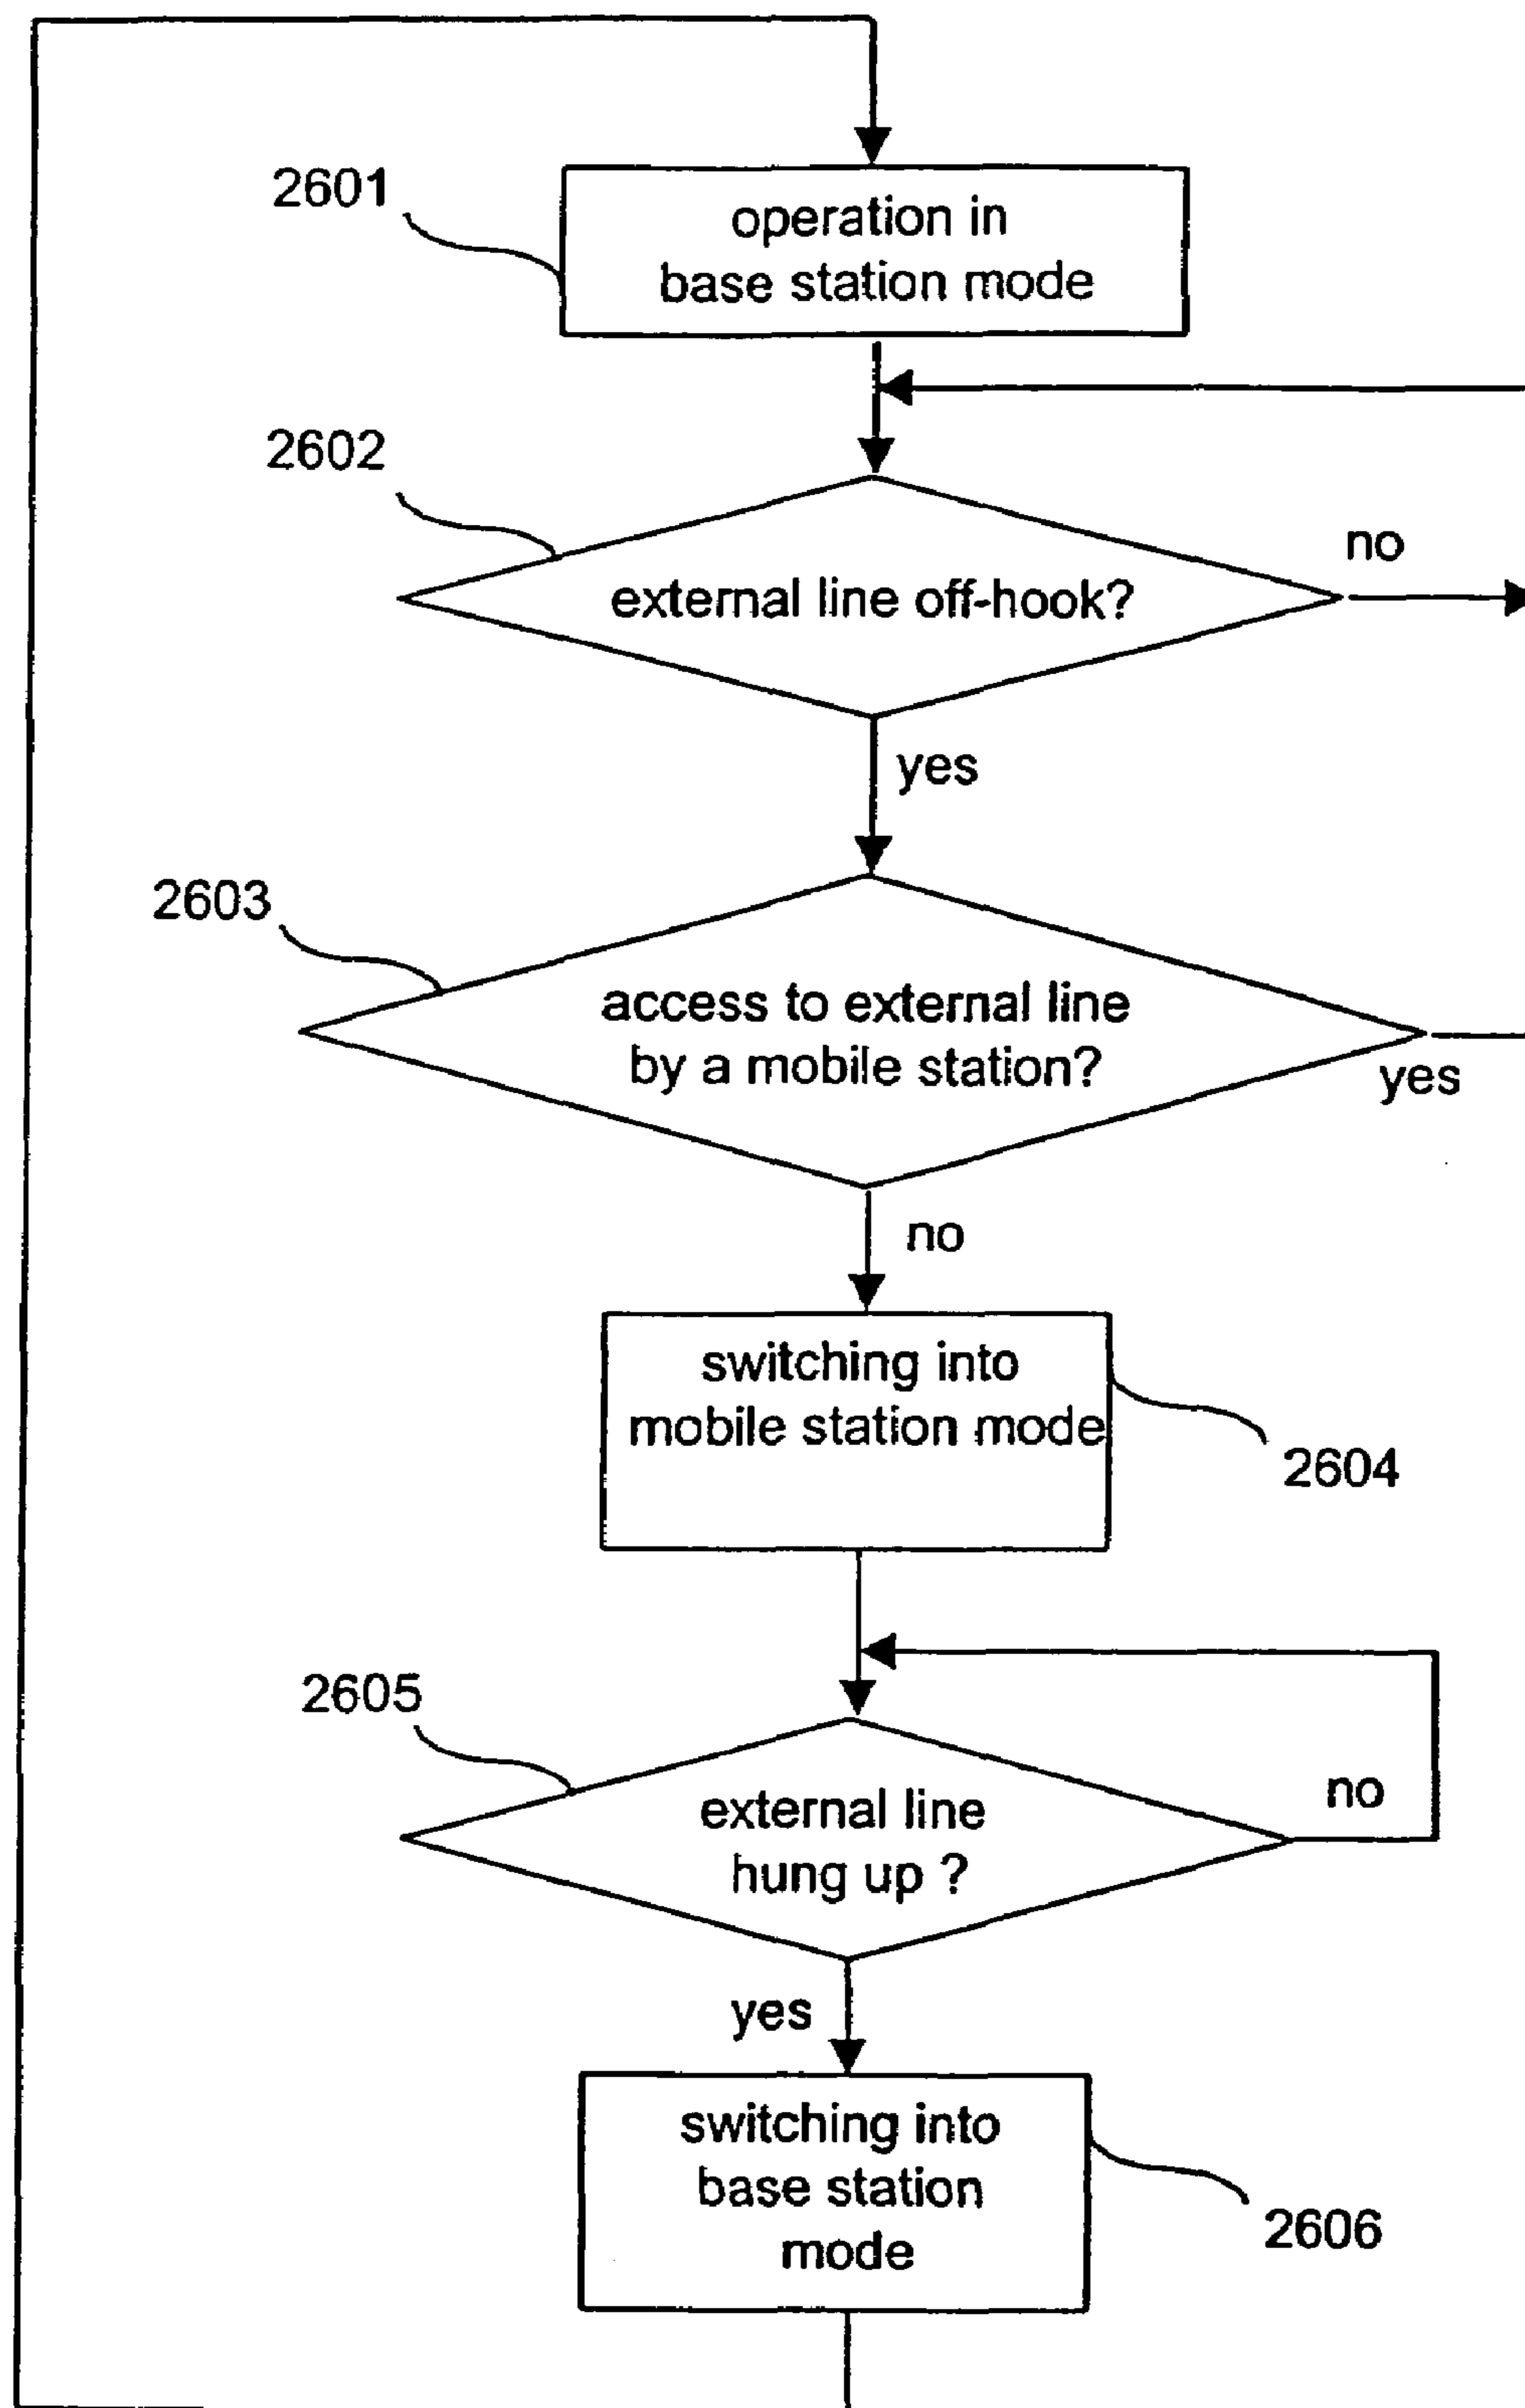 2601
operation in
base station mode
2602
no
external line off-hook?
yes
2603
access to external line
by a mobile station?
yes
no
switching into
mobile station mode
2604
2605
no
external line
hung up ?
yes
switching into
base station
mode
2606